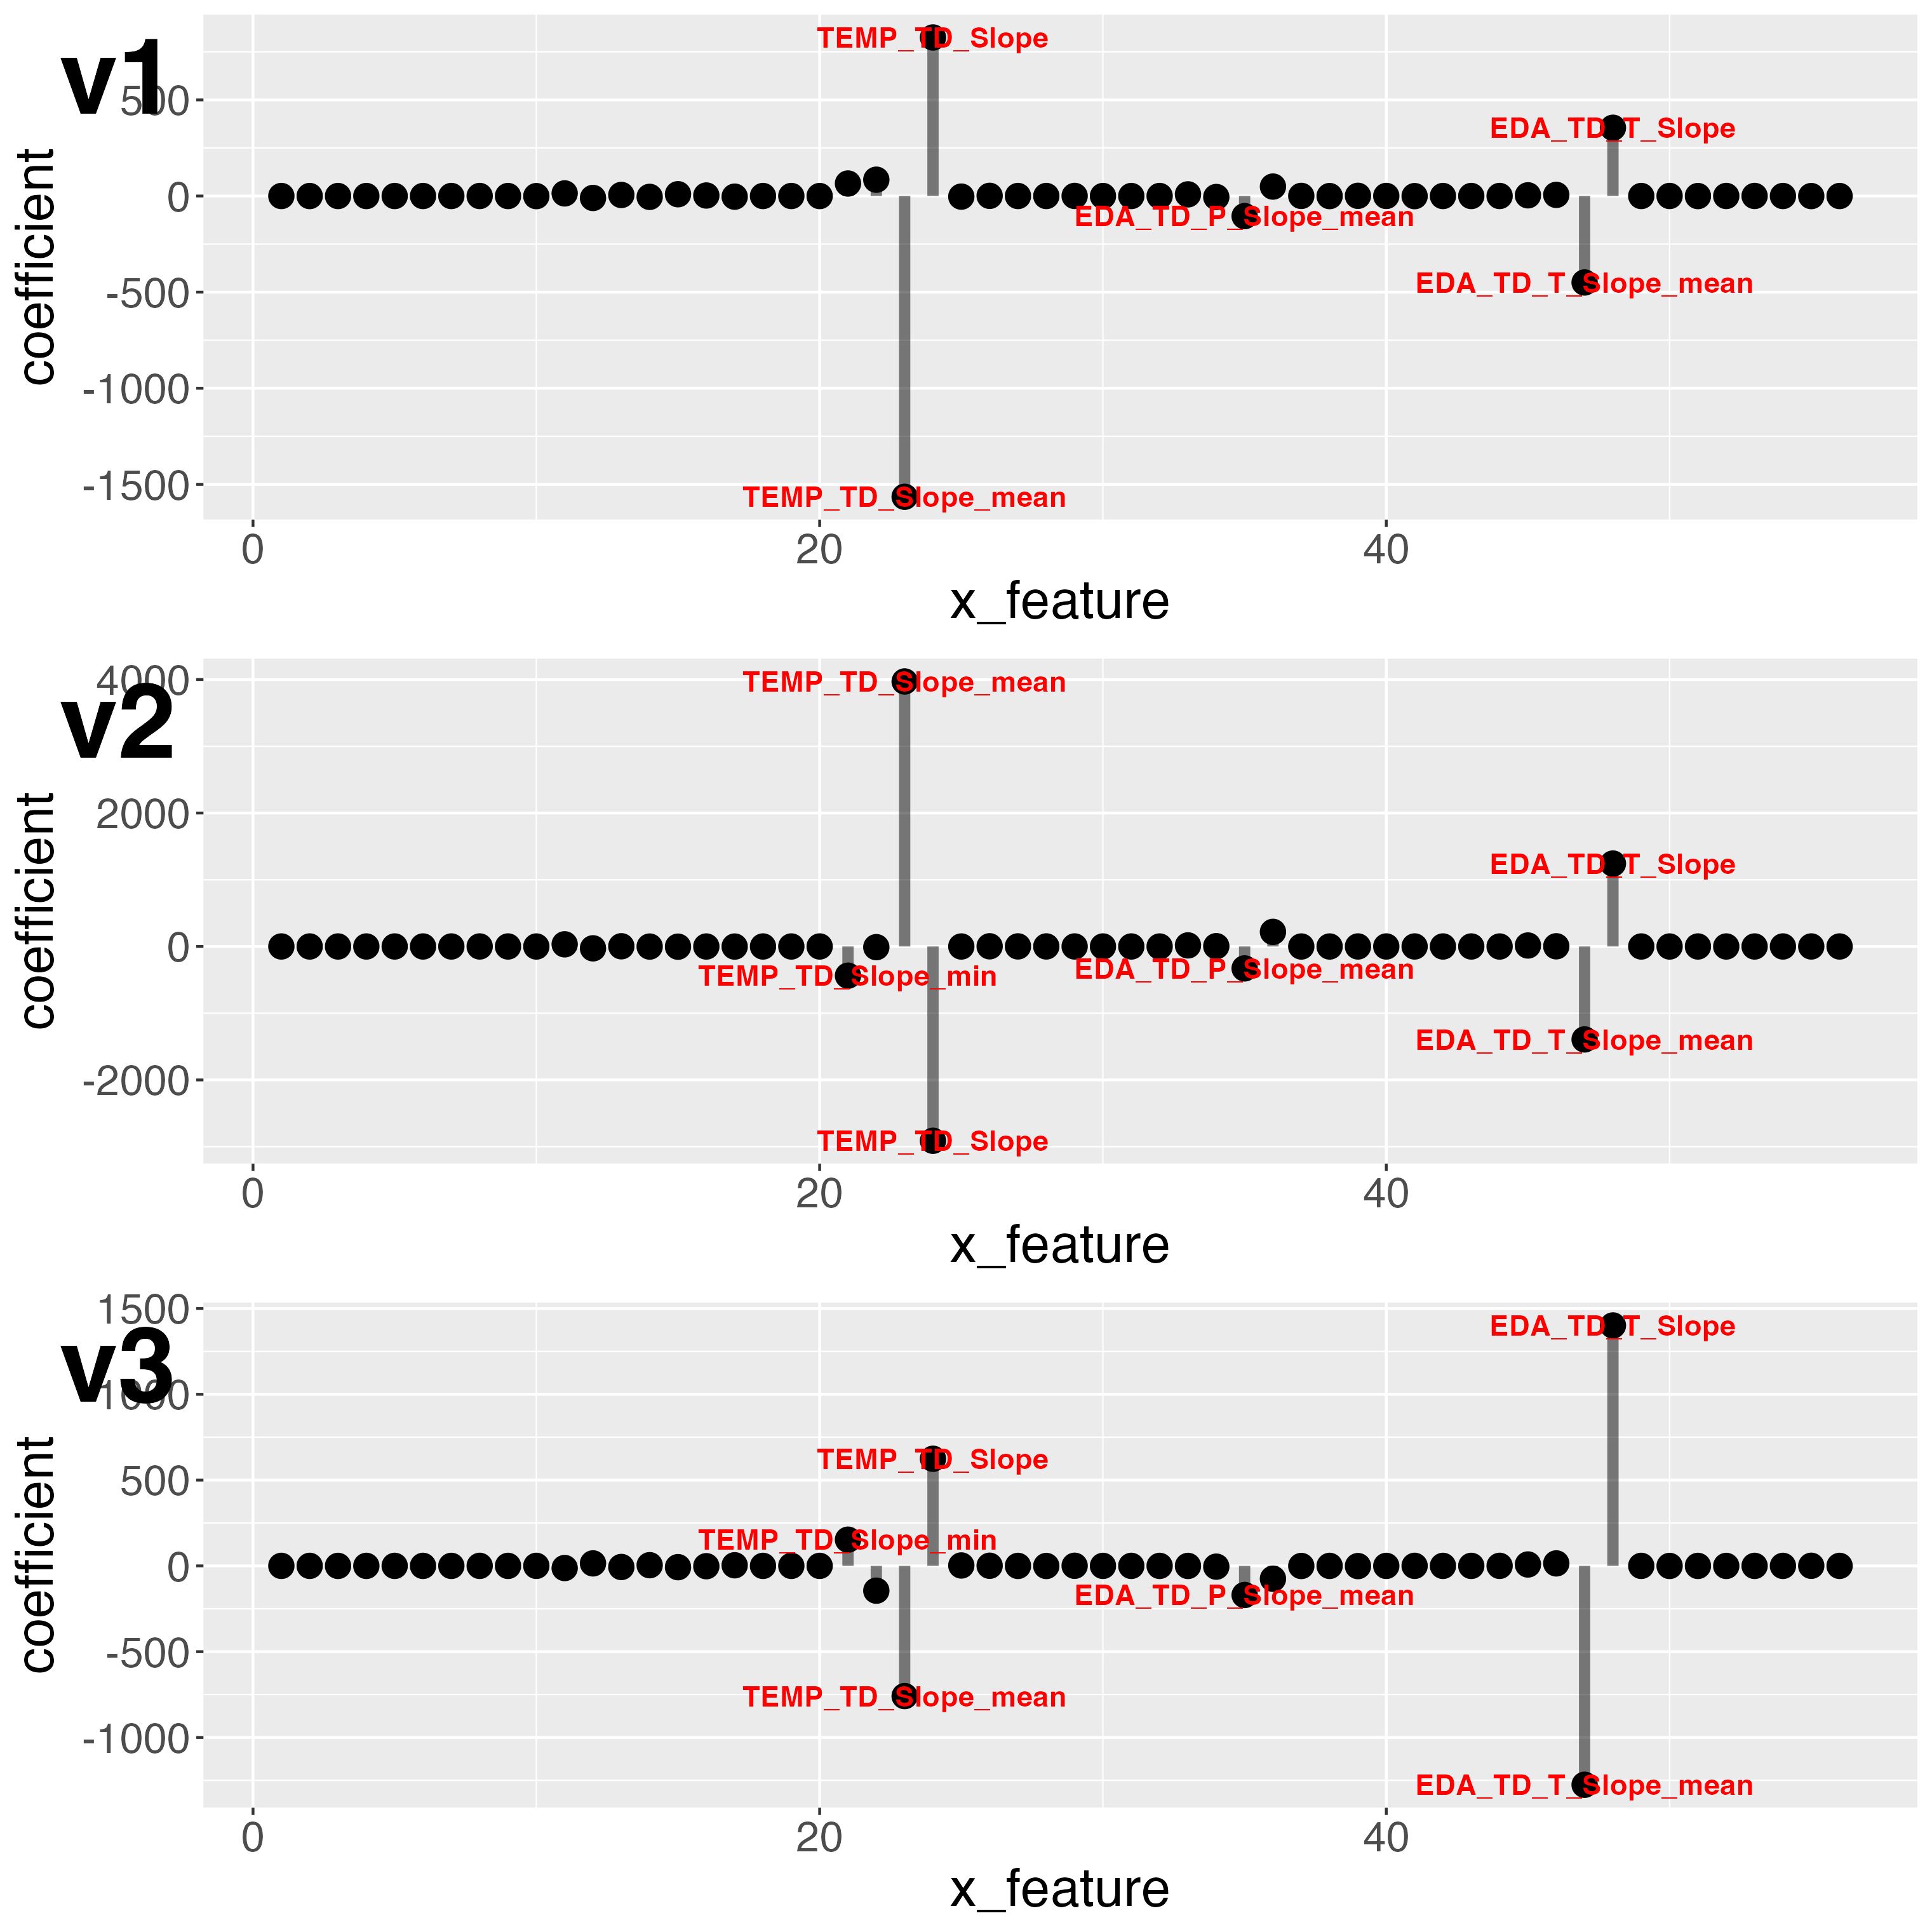 v1
coefficient
500
0
-500
-1000
-1500
TEMP_TD_Slope
EDA_TD_T_Slope
EDA_TD_P_Slope_mean
EDA_TD_T_Slope_mean
TEMP_TD_Slope_mean
0 20 40
x_feature
v2
coefficient
4000
2000
0
-2000
TEMP_TD_Slope_mean
EDA_TD_T_Slope
TEMP_TD_Slope_min
EDA_TD_P_Slope_mean
EDA_TD_T_Slope_mean
TEMP_TD_Slope
0 20 40
x_feature
v3
coefficient
1500
1000
500
0
-500
-1000
EDA_TD_T_Slope
TEMP_TD_Slope
TEMP_TD_Slope_min
EDA_TD_P_Slope_mean
TEMP_TD_Slope_mean
EDA_TD_T_Slope_mean
0 20 40
x_feature